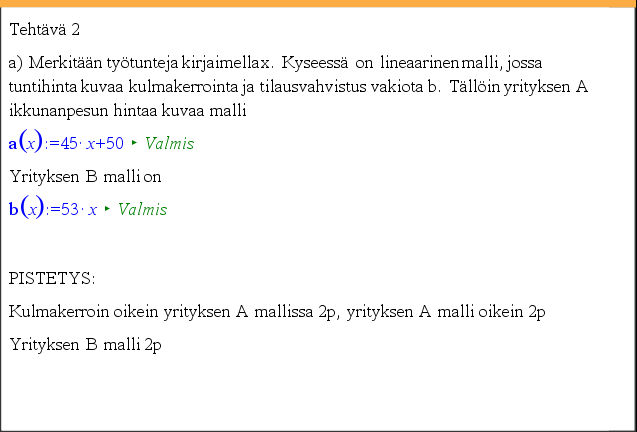 Tehtävä 2
a) Merkitään työtunteja kirjaimella x. Kyseessä on lineaarinen malli, jossa
tuntihinta kuvaa kulmakerrointa ja tilausvahvistus vakiota b. Tällöin yrityksen A
ikkunanpesun hintaa kuvaa malli
a(x):=45· x+50 ▸ Valmis
Yrityksen B malli on
b(x):=53· x ▸ Valmis
PISTETYS:
Kulmakerroin oikein yrityksen A mallissa 2p, yrityksen A malli oikein 2p
Yrityksen B malli 2p